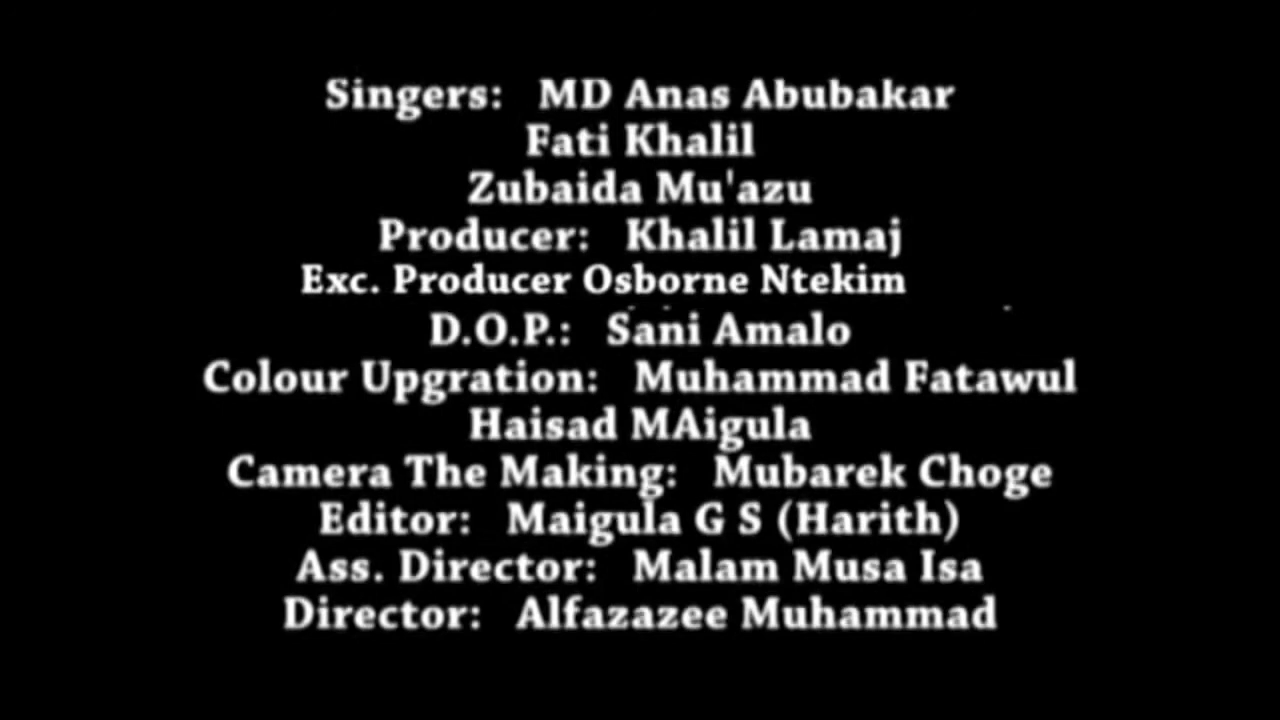 Singers: MD Anas Abubakar
Fati Khalil
Zubaida Mu'azu
Producer: Khalil Lamaj
Exc. Producer Osborne Ntekim
D.O.P.: Sani Amalo
Colour Upgration: Muhammad Fatawul
Haisad MAigula
Camera The Making: Mubarek Choge
Editor: Maigula G S (Harith)
Ass. Director: Malam Musa Isa
Director: Alfazazee Muhammad